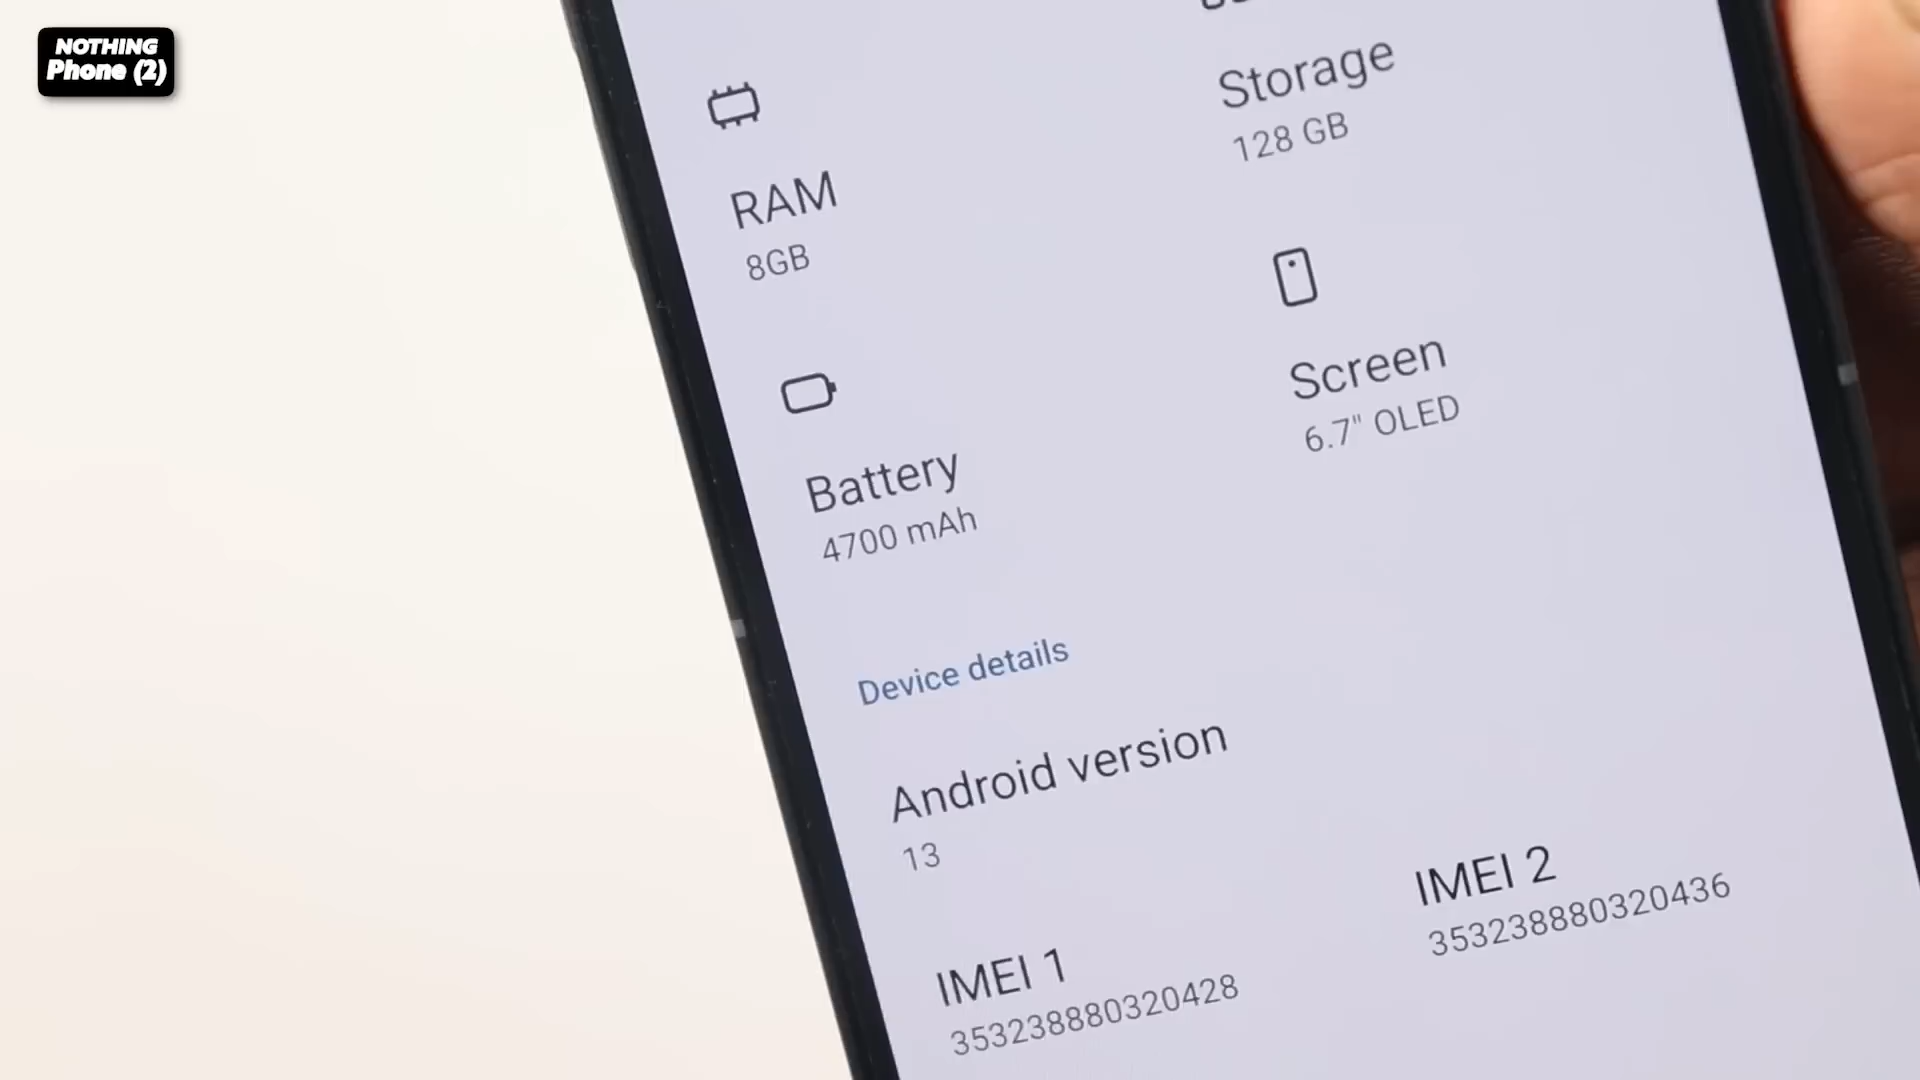 NOTHING
Phone (2)
Storage
128 GB
RAM
8GB
Screen
6.7" OLED
Battery
4700 mAh
Device details
Android version
13
IMEI 2
353238880320436
IMEI 1
353238880320428